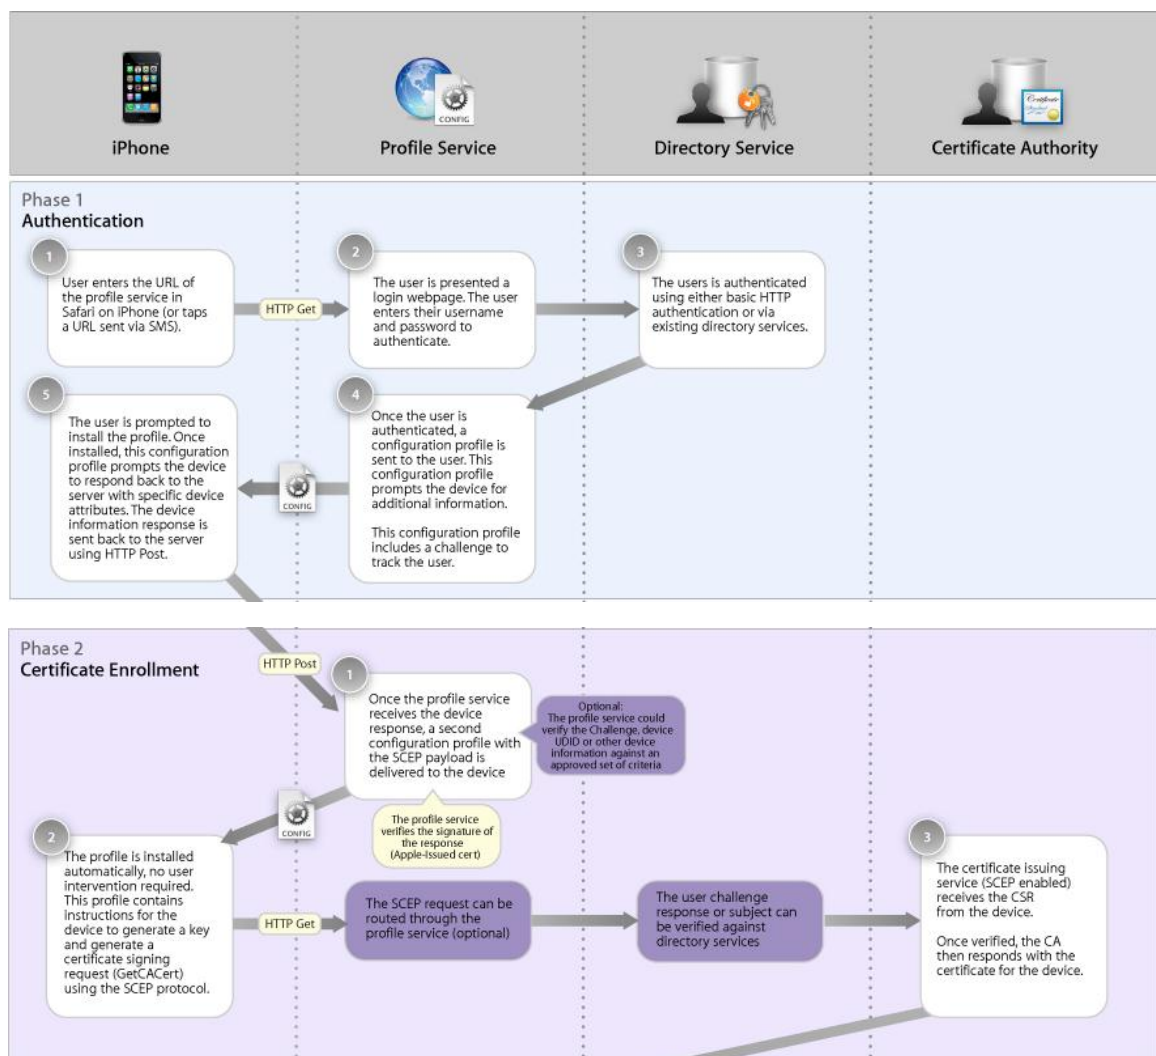 CONFIG
Certificate
iPhone
Profile Service
Directory Service
Certificate Authority
Phase 1
Authentication
1
User enters the URL of
the profile service in
Safari on iPhone (or taps
a URL sent via SMS).
HTTP Get
2
The user is presented a
login webpage. The user
enters their username
and password to
authenticate.
3
The users is authenticated
using either basic HTTP
authentication or via
existing directory services.
4
Once the user is
authenticated, a
configuration profile is
sent to the user. This
configuration profile
prompts the device for
additional information.
This configuration profile
includes a challenge to
track the user.
CONFIG
5
The user is prompted to
install the profile. Once
installed, this configuration
profile prompts the device
to respond back to the
server with specific device
attributes. The device
information response is
sent back to the server
using HTTP Post.
Phase 2
Certificate Enrollment
HTTP Post
1
Once the profile service
receives the device
response, a second
configuration profile with
the SCEP payload is
delivered to the device
Optional:
The profile service could
verify the Challenge, device
UDID or other device
information against an
approved set of criteria
The profile service
verifies the signature of
the response
(Apple-Issued cert)
CONFIG
2
The profile is installed
automatically, no user
intervention required.
This profile contains
instructions for the
device to generate a key
and generate a
certificate signing
request (GetCACert)
using the SCEP protocol.
HTTP Get
The SCEP request can be
routed through the
profile service (optional)
The user challenge
response or subject can
be verified against
directory services
3
The certificate issuing
service (SCEP enabled)
receives the CSR
from the device.
Once verified, the CA
then responds with the
certificate for the device.